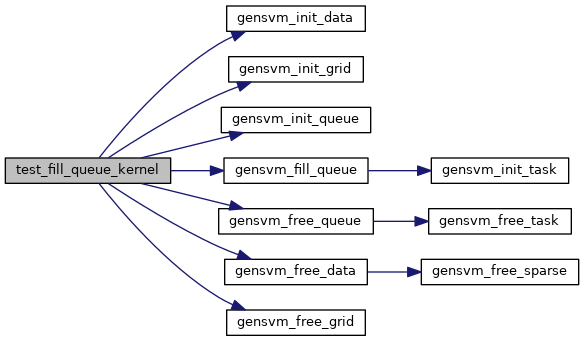 gensvm_init_data
gensvm_init_grid
gensvm_init_queue
test_fill_queue_kernel
gensvm_fill_queue
gensvm_init_task
gensvm_free_queue
gensvm_free_task
gensvm_free_data
gensvm_free_sparse
gensvm_free_grid